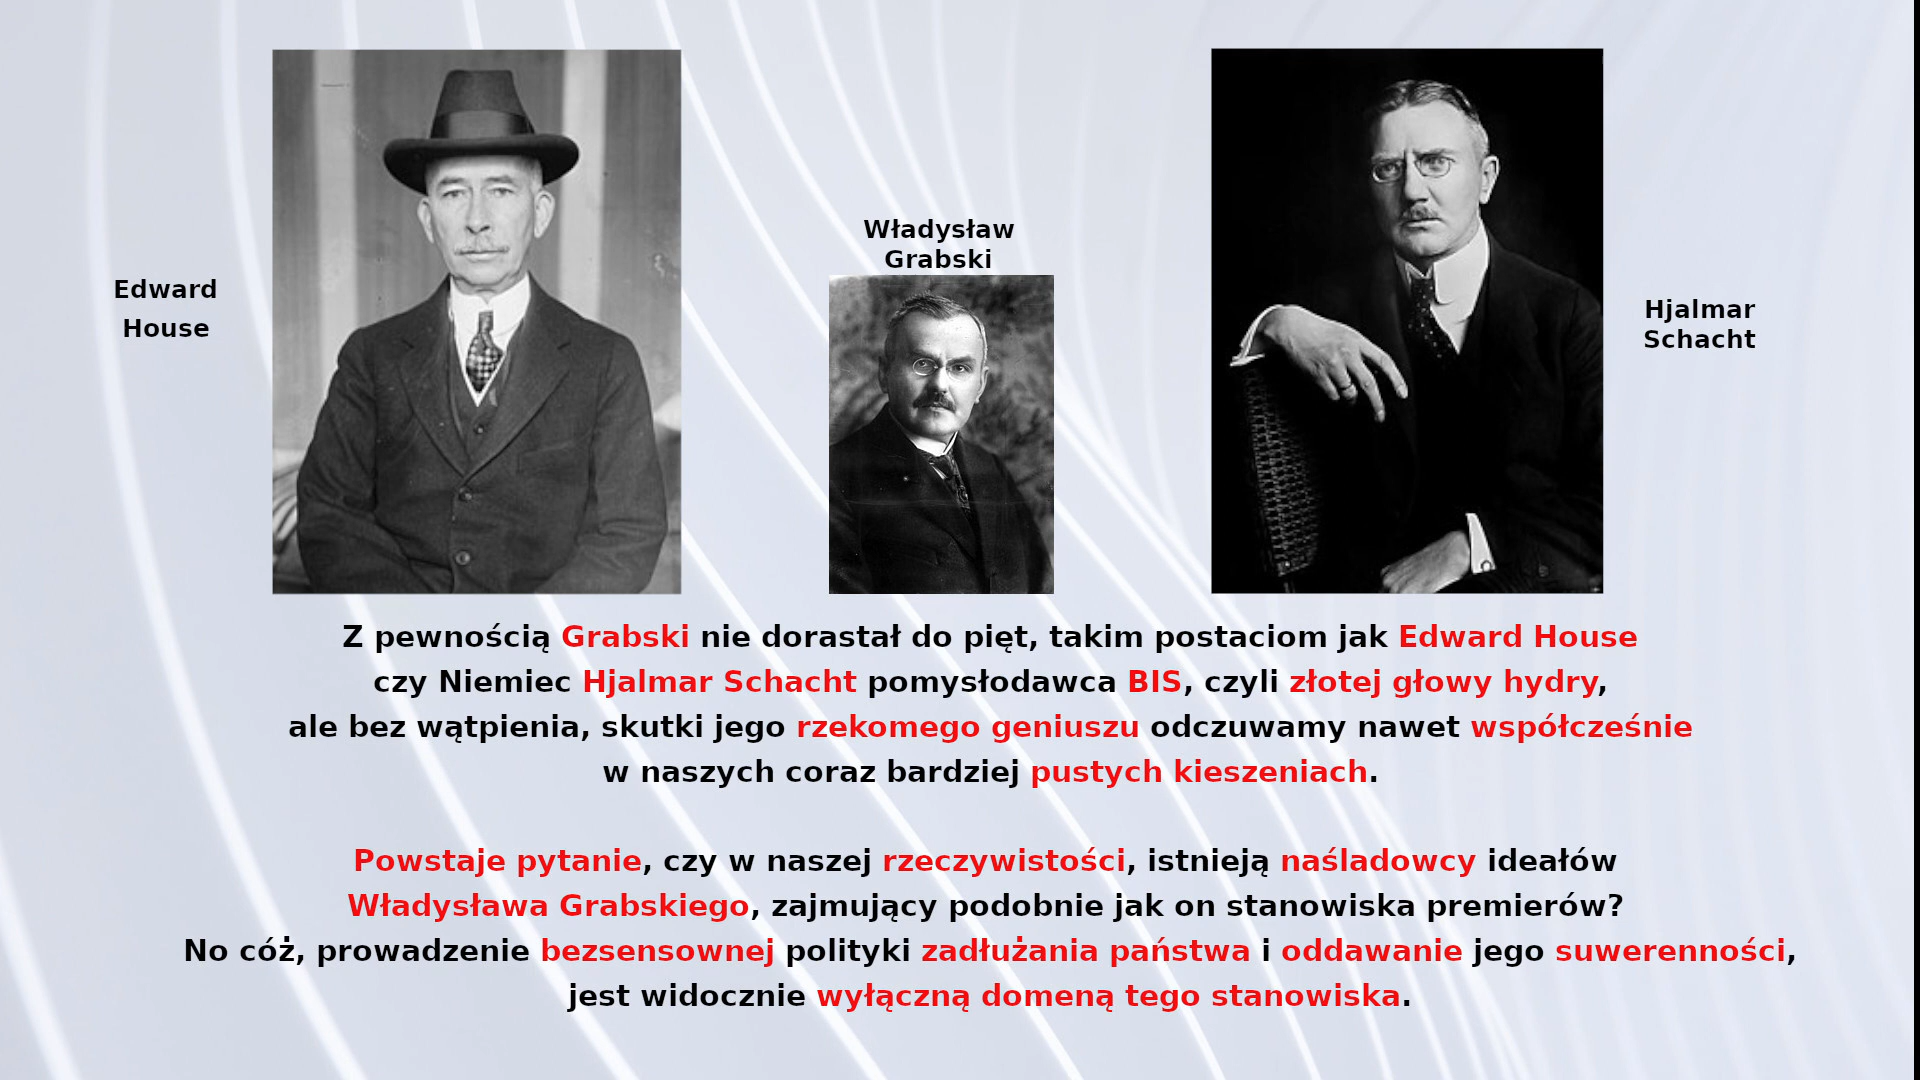 Edward
House
Władysław
Grabski
Hjalmar
Schacht
Z pewnością Grabski nie dorastał do pięt, takim postaciom jak Edward House
czy Niemiec Hjalmar Schacht pomysłodawca BIS, czyli złotej głowy hydry,
ale bez wątpienia, skutki jego rzekomego geniuszu odczuwamy nawet współcześnie
w naszych coraz bardziej pustych kieszeniach.
Powstaje pytanie, czy w naszej rzeczywistości, istnieją naśladowcy ideałów
Władysława Grabskiego, zajmujący podobnie jak on stanowiska premierów?
No cóż, prowadzenie bezsensownej polityki zadłużania państwa i oddawanie jego suwerenności,
jest widocznie wyłączną domeną tego stanowiska.